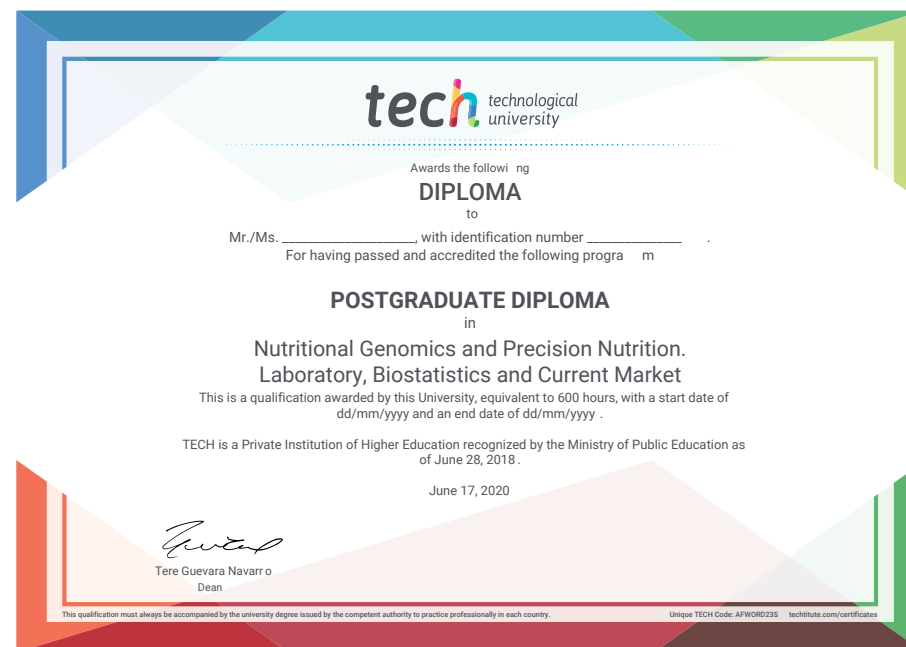 tech technological
university
Awards the followi ng
DIPLOMA
to
Mr./Ms. ___________________, with identification number ______________ .
For having passed and accredited the following progra m
POSTGRADUATE DIPLOMA
in
Nutritional Genomics and Precision Nutrition.
Laboratory, Biostatistics and Current Market
This is a qualification awarded by this University, equivalent to 600 hours, with a start date of
dd/mm/yyyy and an end date of dd/mm/yyyy .
TECH is a Private Institution of Higher Education recognized by the Ministry of Public Education as
of June 28, 2018 .
June 17, 2020
Tere Guevara Navarr o
Dean
This qualification must always be accompanied by the university degree issued by the competent authority to practice professionally in each country. Unique TECH Code: AFWORD23S techtitute.com/certificates